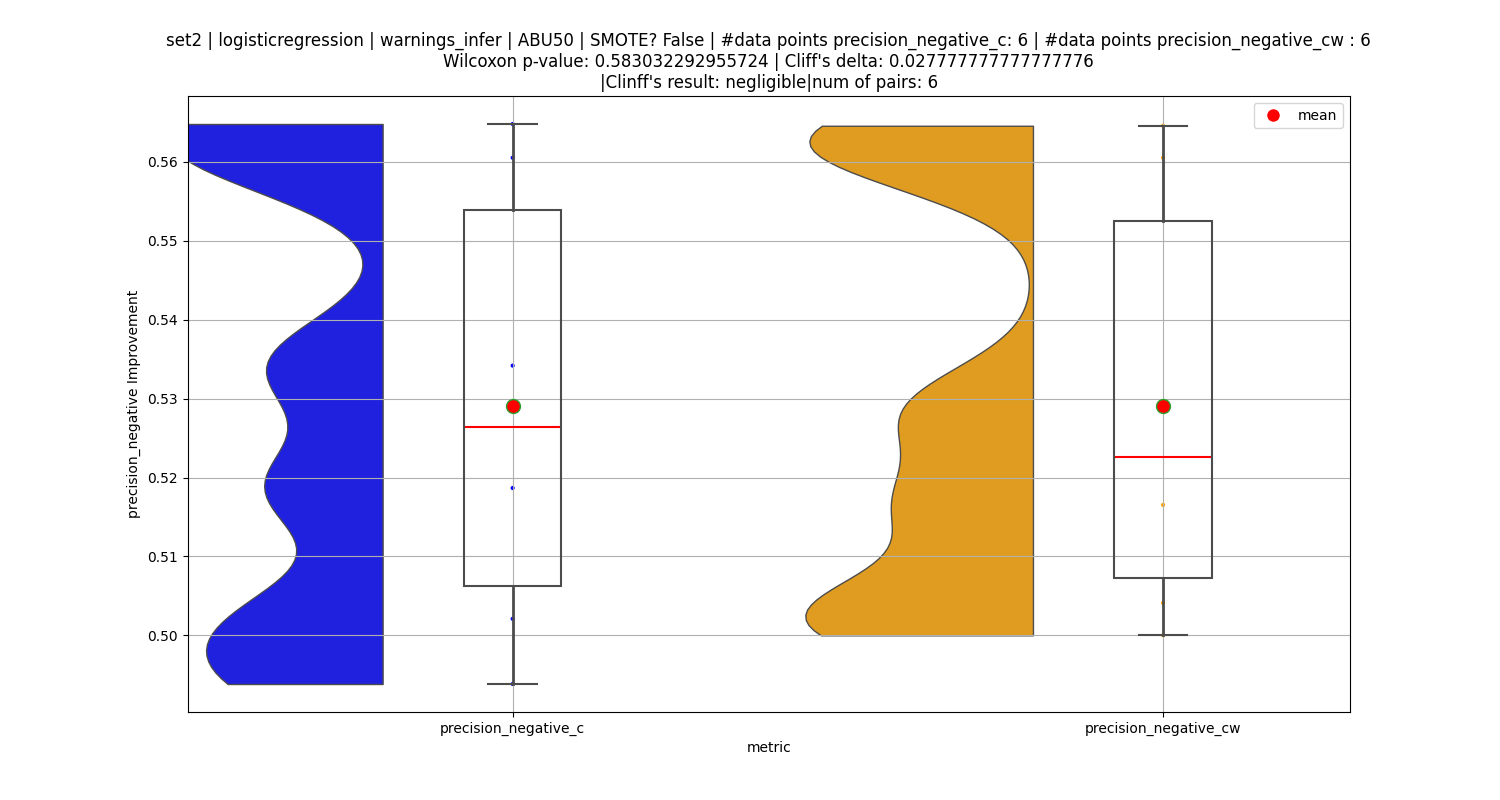 set2 | logisticregression | warnings_infer | ABU50 | SMOTE? False | #data points precision_negative_c: 6 | #data points precision_negative_cw : 6
Wilcoxon p-value: 0.583032292955724 | Cliff's delta: 0.027777777777777776
|Clinff's result: negligible|num of pairs: 6
mean
precision_negative Improvement
0.56
0.55
0.54
0.53
0.52
0.51
0.50
precision_negative_c
precision_negative_cw
metric